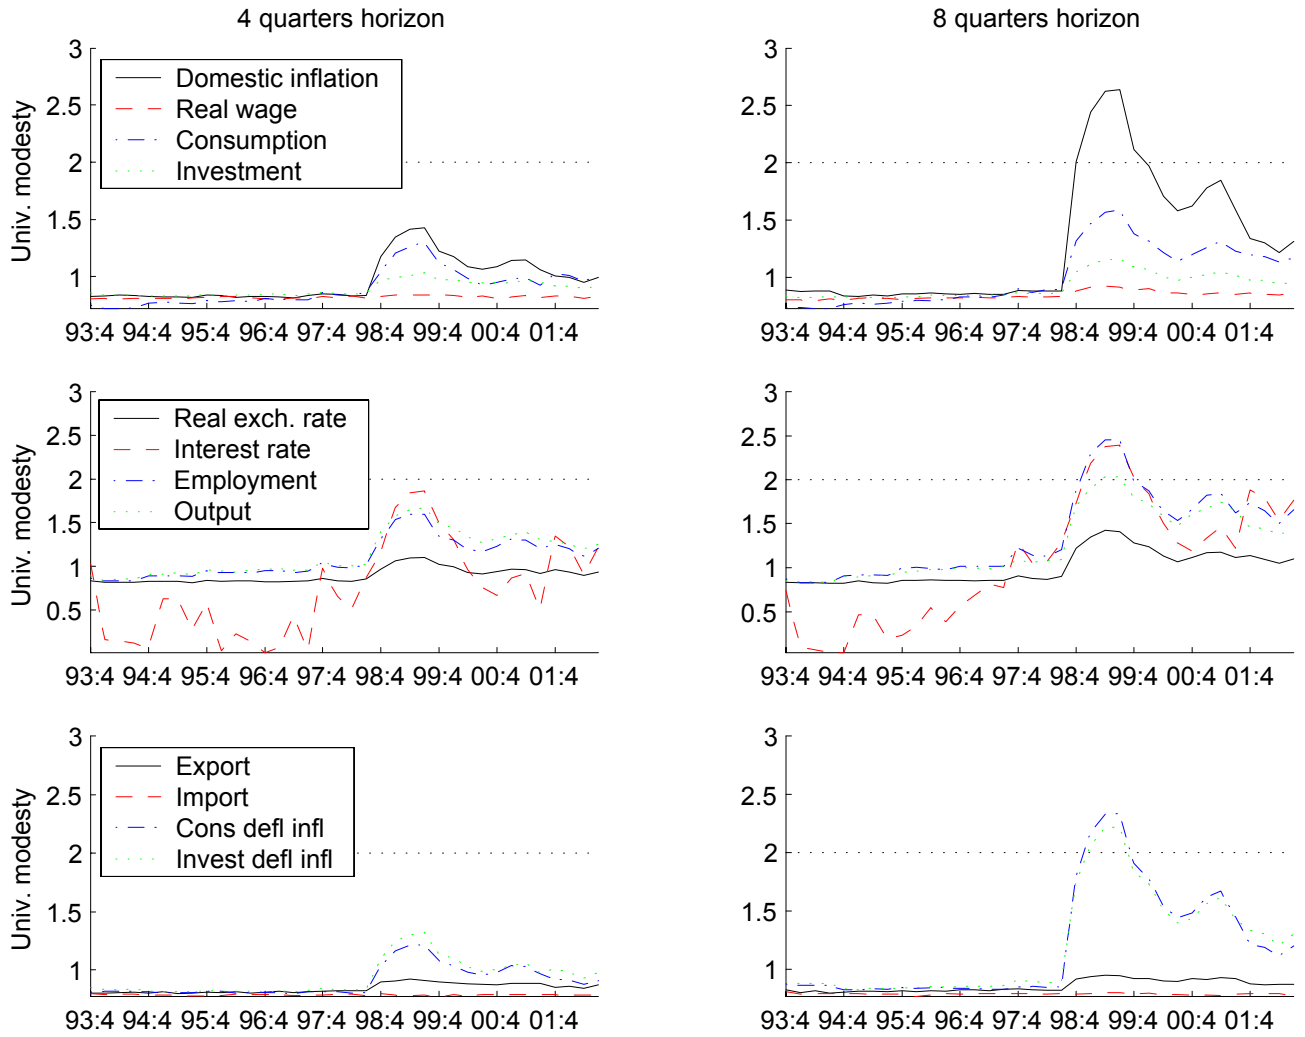 4 quarters horizon
8 quarters horizon
3
2.5
2
1.5
1
Univ. modesty
Domestic inflation
Real wage
Consumption
Investment
93:4 94:4 95:4 96:4 97:4 98:4 99:4 00:4 01:4
3
2.5
2
1.5
1
93:4 94:4 95:4 96:4 97:4 98:4 99:4 00:4 01:4
3
2.5
2
1.5
1
0.5
Univ. modesty
Real exch. rate
Interest rate
Employment
Output
93:4 94:4 95:4 96:4 97:4 98:4 99:4 00:4 01:4
3
2.5
2
1.5
1
0.5
93:4 94:4 95:4 96:4 97:4 98:4 99:4 00:4 01:4
3
2.5
2
1.5
1
Univ. modesty
Export
Import
Cons defl infl
Invest defl infl
93:4 94:4 95:4 96:4 97:4 98:4 99:4 00:4 01:4
3
2.5
2
1.5
1
93:4 94:4 95:4 96:4 97:4 98:4 99:4 00:4 01:4